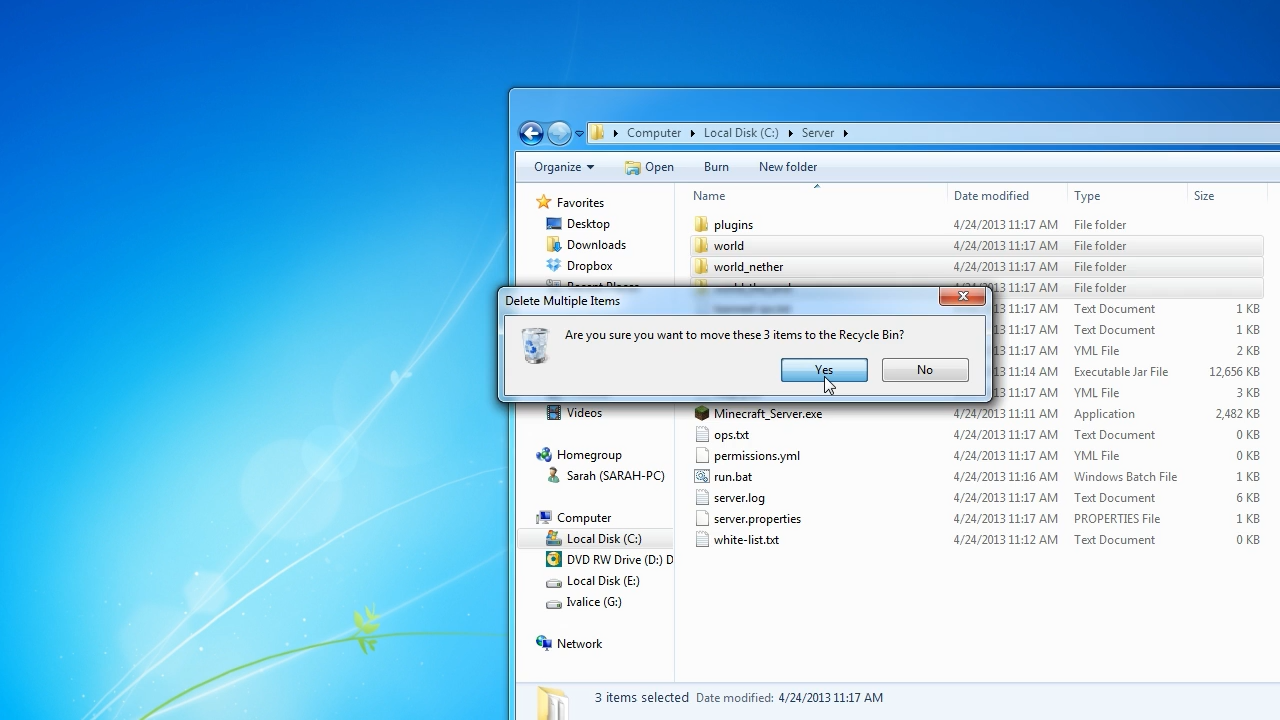 Computer Local Disk (C:) Server
Organize Open Burn New folder
Name Date modified Type Size
Favorites
Desktop
Downloads
Dropbox
plugins 4/24/2013 11:17 AM File folder
world 4/24/2013 11:17 AM File folder
world_nether 4/24/2013 11:17 AM File folder
4/24/2013 11:17 AM File folder
Delete Multiple Items
Are you sure you want to move these 3 items to the Recycle Bin?
Yes No
11:17 AM Text Document 1 KB
11:17 AM Text Document 1 KB
11:17 AM YML File 2 KB
11:14 AM Executable Jar File 12,656 KB
11:17 AM YML File 3 KB
Videos
Minecraft_Server.exe 4/24/2013 11:11 AM Application 2,482 KB
ops.txt 4/24/2013 11:17 AM Text Document 0 KB
permissions.yml 4/24/2013 11:17 AM YML File 0 KB
run.bat 4/24/2013 11:16 AM Windows Batch File 1 KB
server.log 4/24/2013 11:17 AM Text Document 6 KB
server.properties 4/24/2013 11:17 AM PROPERTIES File 1 KB
white-list.txt 4/24/2013 11:12 AM Text Document 0 KB
Homegroup
Sarah (SARAH-PC)
Computer
Local Disk (C:)
DVD RW Drive (D:) D
Local Disk (E:)
Ivalice (G:)
Network
3 items selected Date modified: 4/24/2013 11:17 AM